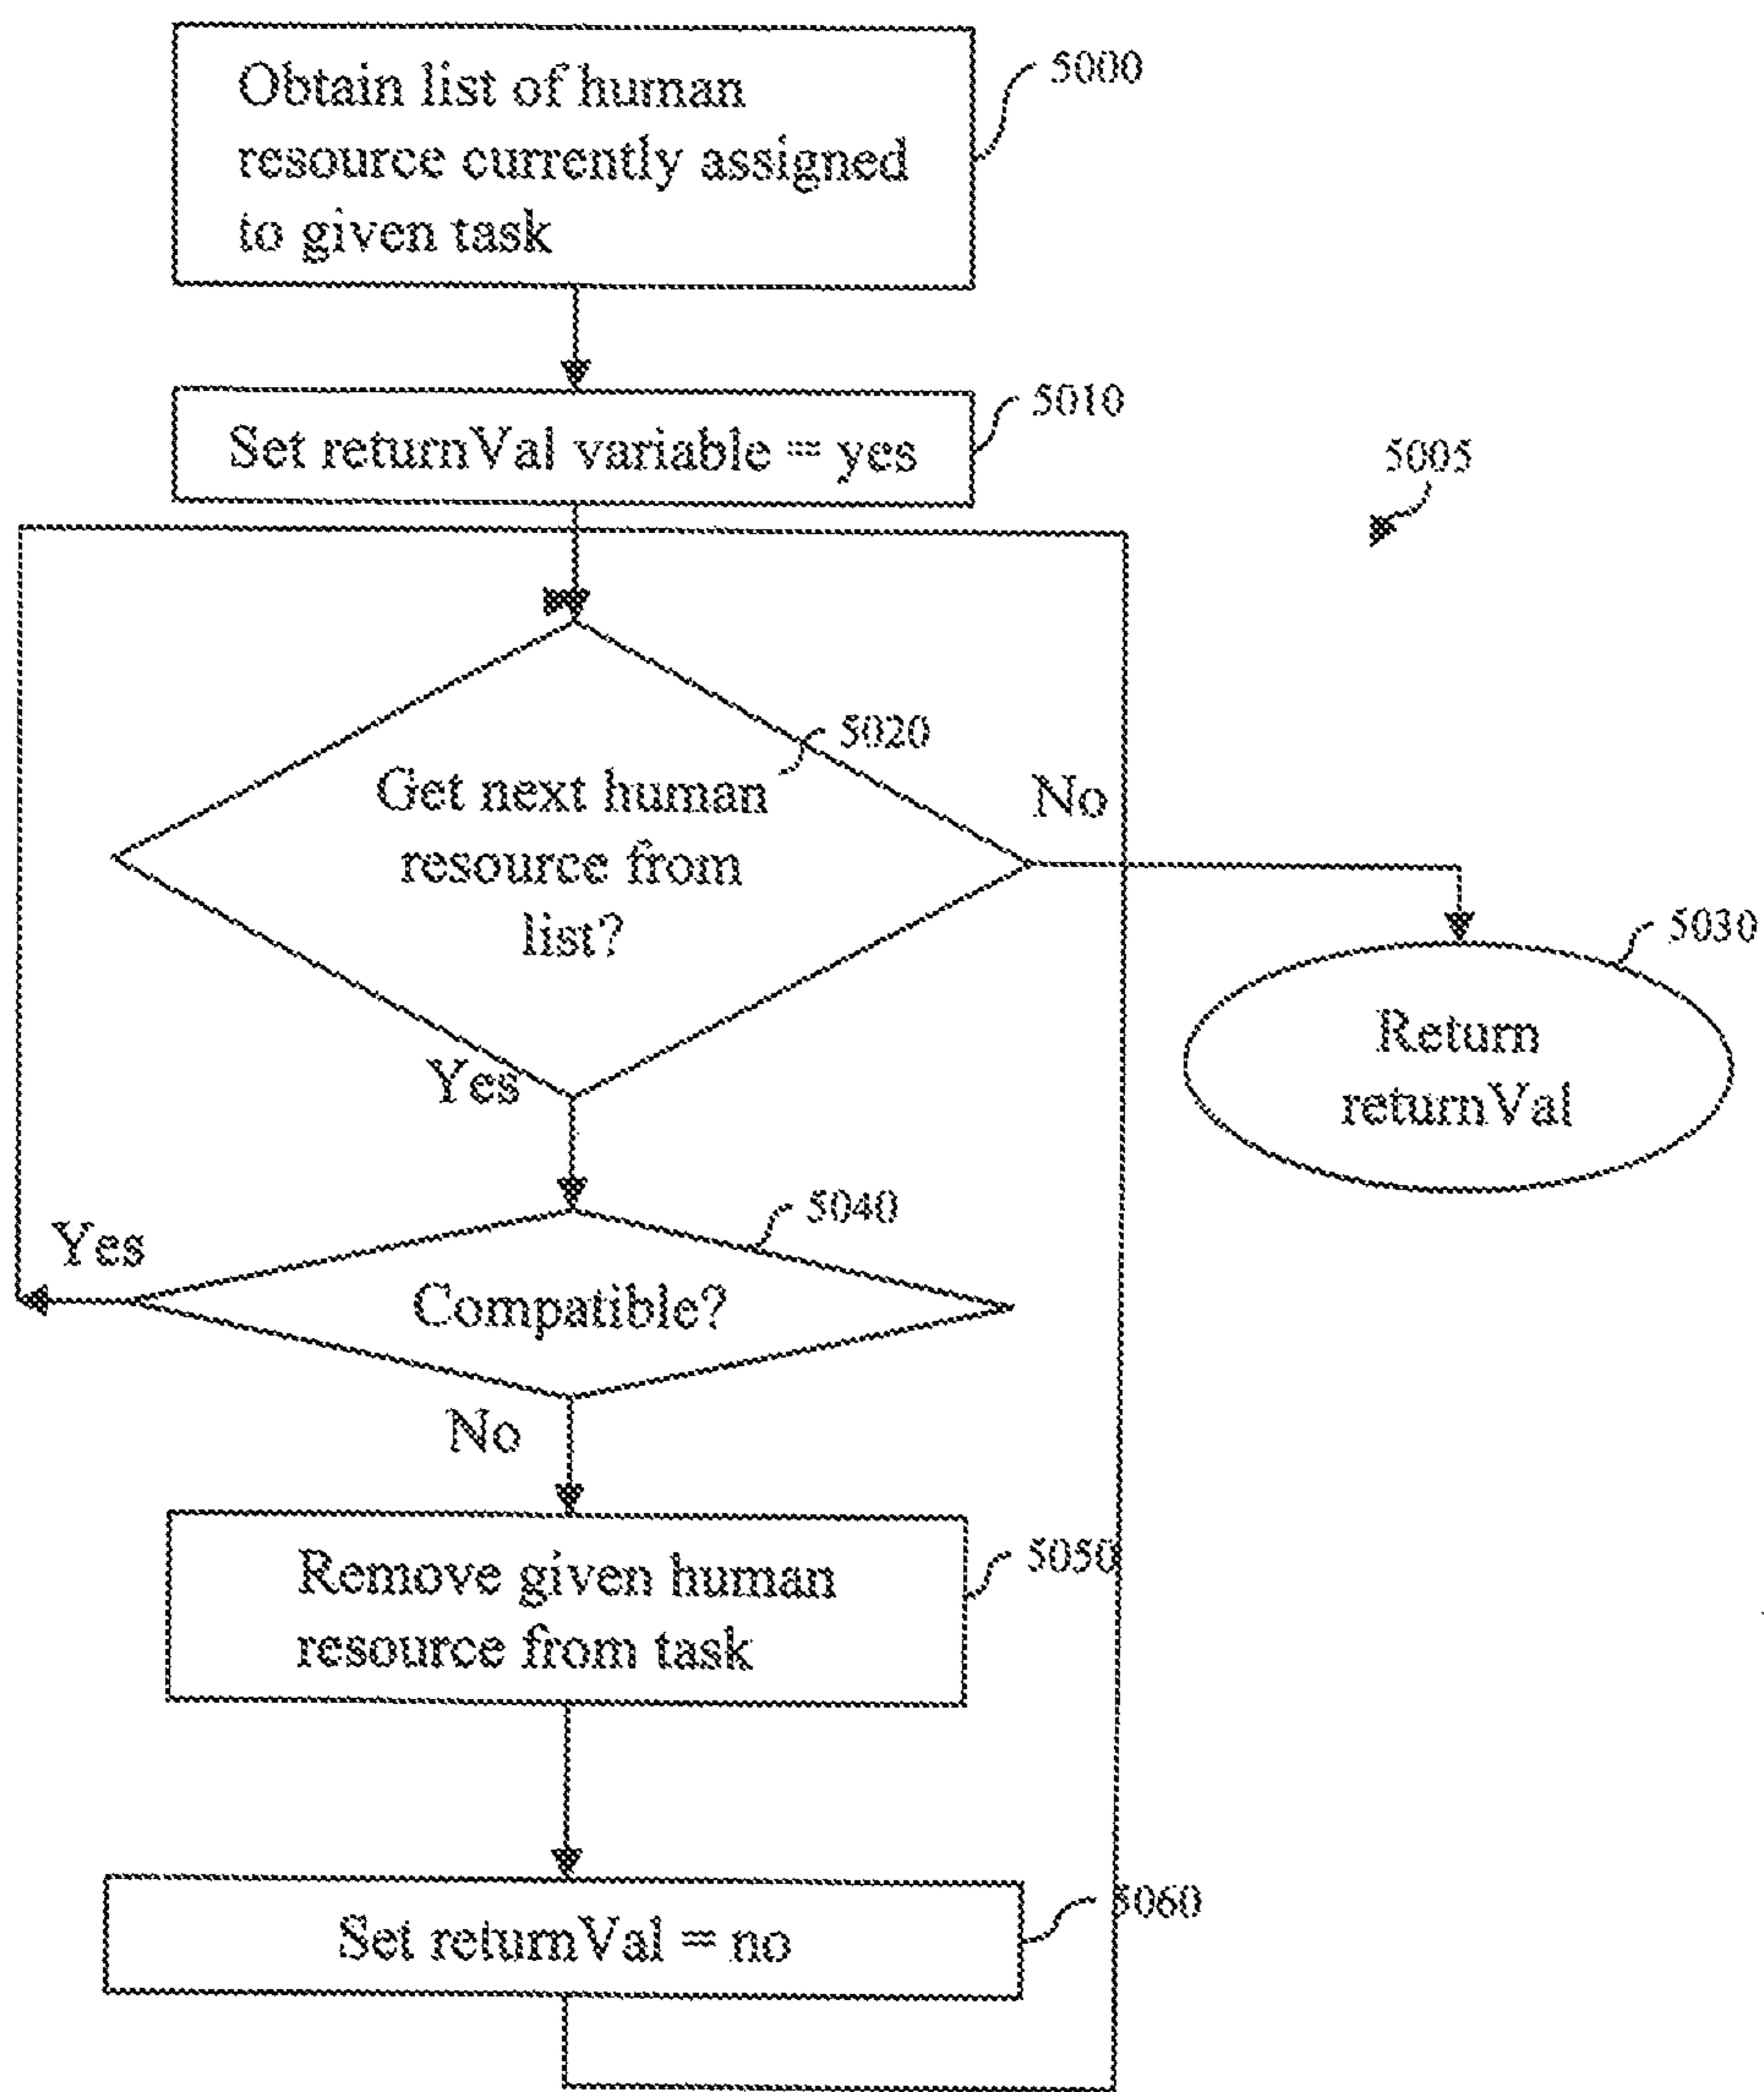 Obtain list of human
resource currently assigned
to given task
5000
Set returnVal variable = yes
5010
5005
Get next human
resource from
list?
5020
No
Yes
Return
returnVal
5030
Compatible?
5040
Yes
No
Remove given human
resource from task
5050
Set returnVal = no
5060